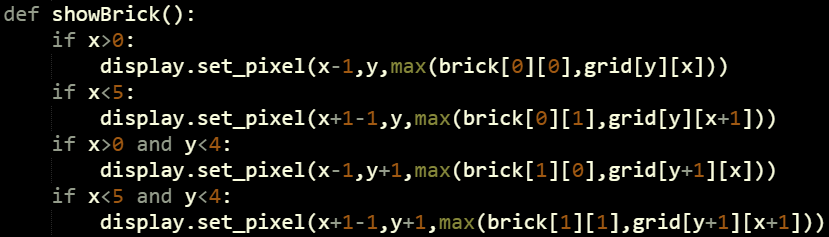 def showBrick():
    if x>0:
        display.set_pixel(x-1,y,max(brick[0][0],grid[y][x]))
    if x<5:
        display.set_pixel(x+1-1,y,max(brick[0][1],grid[y][x+1]))
    if x>0 and y<4:
        display.set_pixel(x-1,y+1,max(brick[1][0],grid[y+1][x]))
    if x<5 and y<4:
        display.set_pixel(x+1-1,y+1,max(brick[1][1],grid[y+1][x+1]))